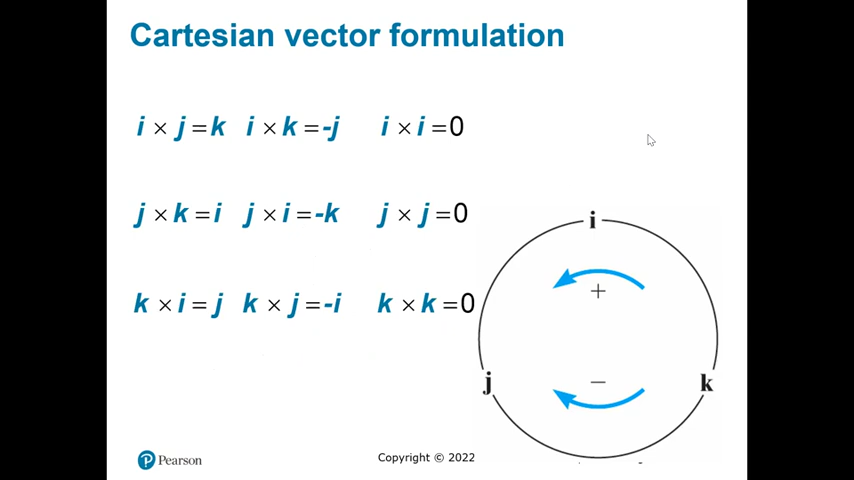 Cartesian vector formulation
i × j = k i × k = -j i × i = 0
j × k = i j × i = -k j × j = 0
k × i = j k × j = -i k × k = 0
i
+
j
−
k
Pearson
Copyright © 2022